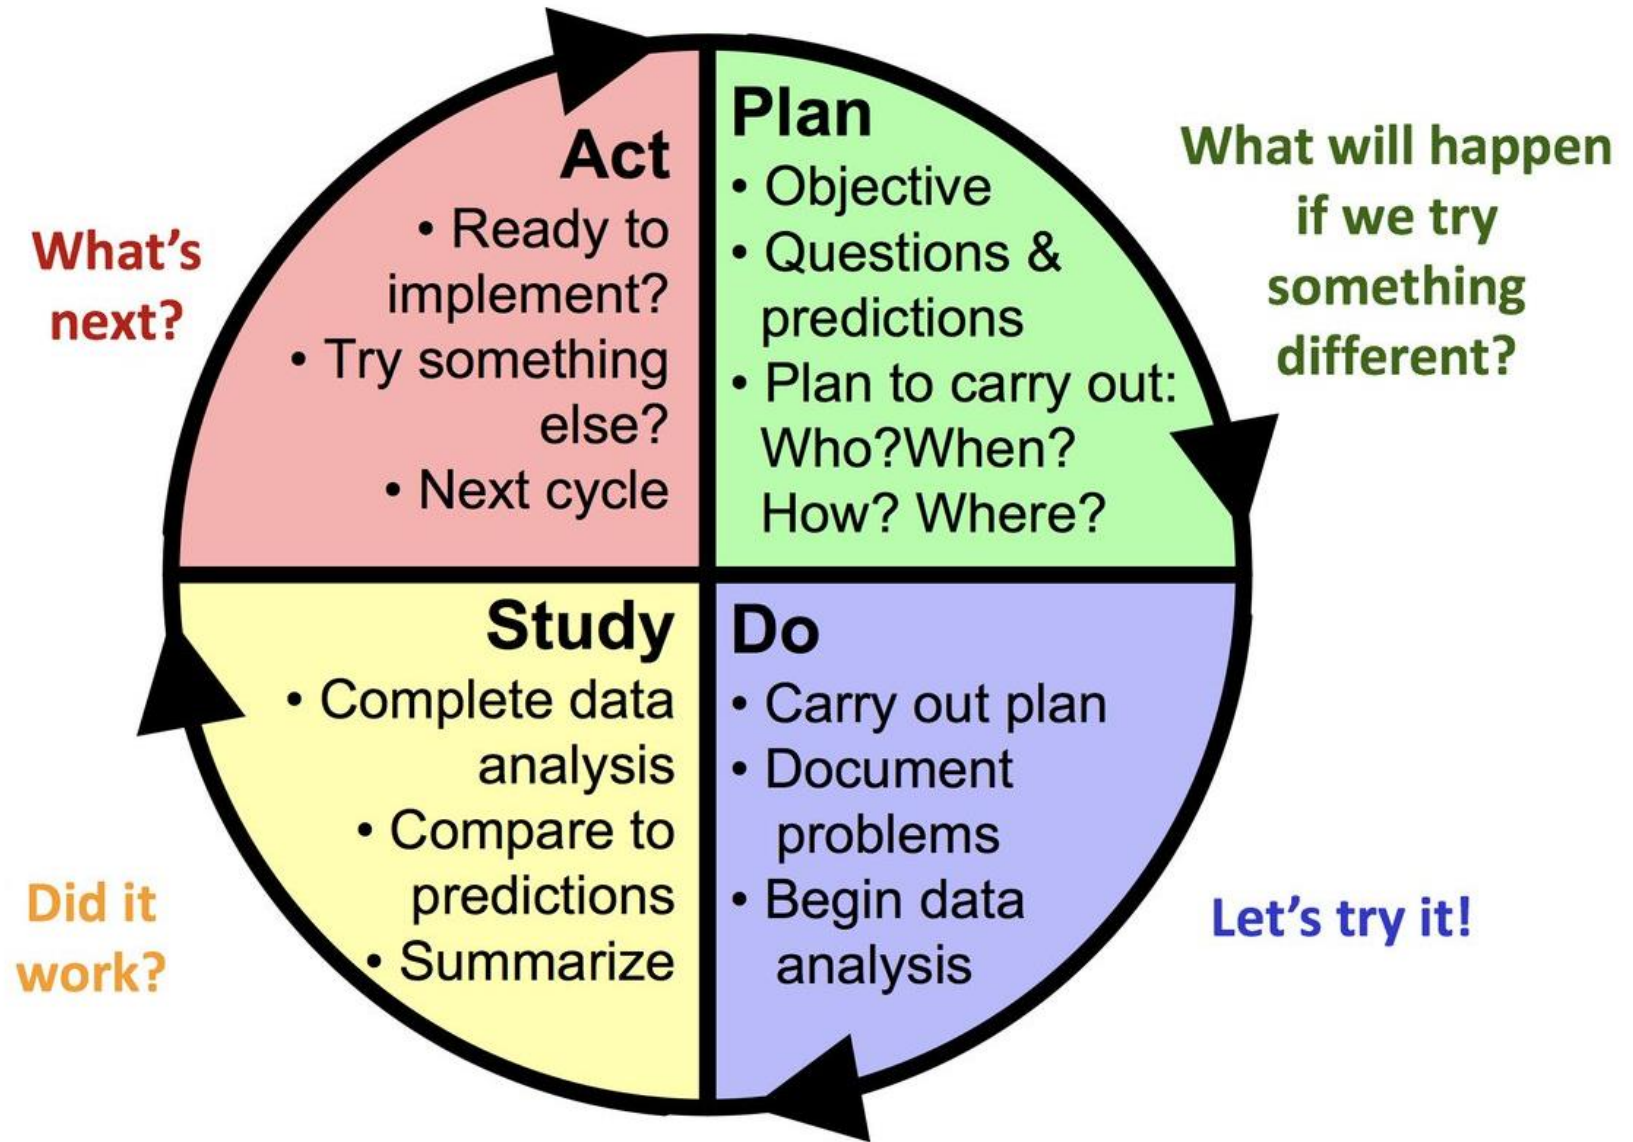 Plan
• Objective
• Questions &
predictions
• Plan to carry out:
Who?When?
How? Where?
What will happen
if we try
something
different?
Do
• Carry out plan
• Document
problems
• Begin data
analysis
Let's try it!
Study
• Complete data
analysis
• Compare to
predictions
• Summarize
Did it
work?
Act
• Ready to
implement?
• Try something
else?
• Next cycle
What's
next?